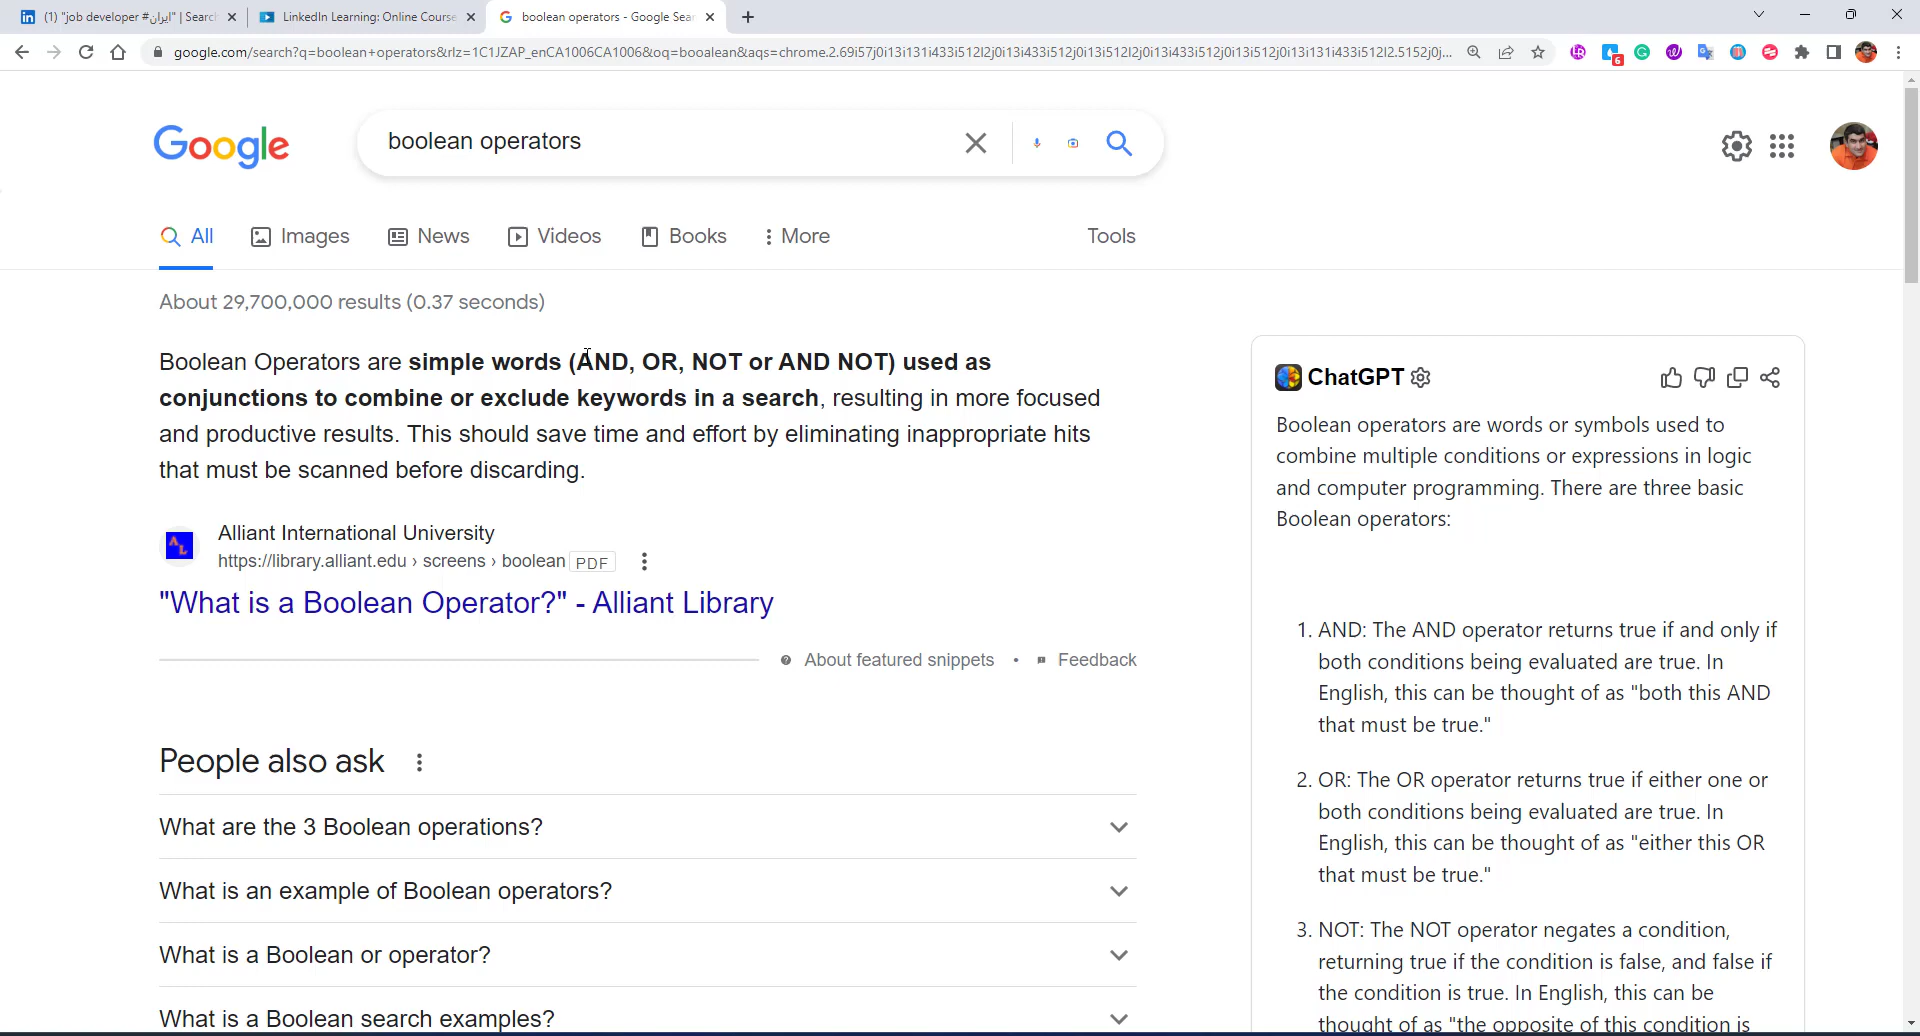 (1) "job developer #ایران" | Search
LinkedIn Learning: Online Course
boolean operators - Google Sear
google.com/search?q=boolean+operators&rlz=1C1JZAP_enCA1006CA1006&oq=booalean&aqs=chrome.2.69i57j0i13i131i433i512l2j0i13i433i512j0i13i512l2j0i13i433i512j0i13i512j0i13i131i433i512l2.5152j0j...
6
Google
boolean operators
All
Images
News
Videos
Books
More
Tools
About 29,700,000 results (0.37 seconds)
Boolean Operators are simple words (AND, OR, NOT or AND NOT) used as
conjunctions to combine or exclude keywords in a search, resulting in more focused
and productive results. This should save time and effort by eliminating inappropriate hits
that must be scanned before discarding.
AL
Alliant International University
https://library.alliant.edu › screens › boolean PDF
"What is a Boolean Operator?" - Alliant Library
About featured snippets • Feedback
People also ask
What are the 3 Boolean operations?
What is an example of Boolean operators?
What is a Boolean or operator?
What is a Boolean search examples?
ChatGPT
Boolean operators are words or symbols used to
combine multiple conditions or expressions in logic
and computer programming. There are three basic
Boolean operators:
1. AND: The AND operator returns true if and only if
both conditions being evaluated are true. In
English, this can be thought of as "both this AND
that must be true."
2. OR: The OR operator returns true if either one or
both conditions being evaluated are true. In
English, this can be thought of as "either this OR
that must be true."
3. NOT: The NOT operator negates a condition,
returning true if the condition is false, and false if
the condition is true. In English, this can be
thought of as "the opposite of this condition is